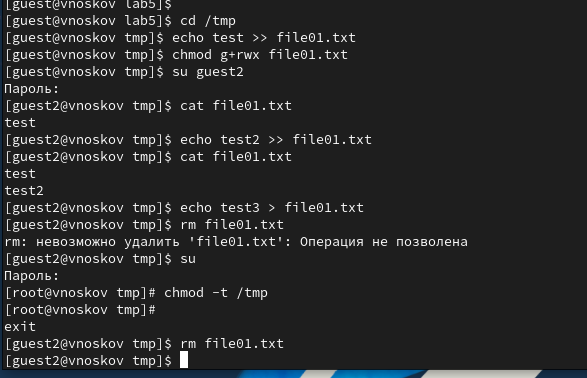 [guest@vnoskov lab5]$
[guest@vnoskov lab5]$ cd /tmp
[guest@vnoskov tmp]$ echo test >> file01.txt
[guest@vnoskov tmp]$ chmod g+rwx file01.txt
[guest@vnoskov tmp]$ su guest2
Пароль:
[guest2@vnoskov tmp]$ cat file01.txt
test
[guest2@vnoskov tmp]$ echo test2 >> file01.txt
[guest2@vnoskov tmp]$ cat file01.txt
test
test2
[guest2@vnoskov tmp]$ echo test3 > file01.txt
[guest2@vnoskov tmp]$ rm file01.txt
rm: невозможно удалить 'file01.txt': Операция не позволена
[guest2@vnoskov tmp]$ su
Пароль:
[root@vnoskov tmp]# chmod -t /tmp
[root@vnoskov tmp]#
exit
[guest2@vnoskov tmp]$ rm file01.txt
[guest2@vnoskov tmp]$